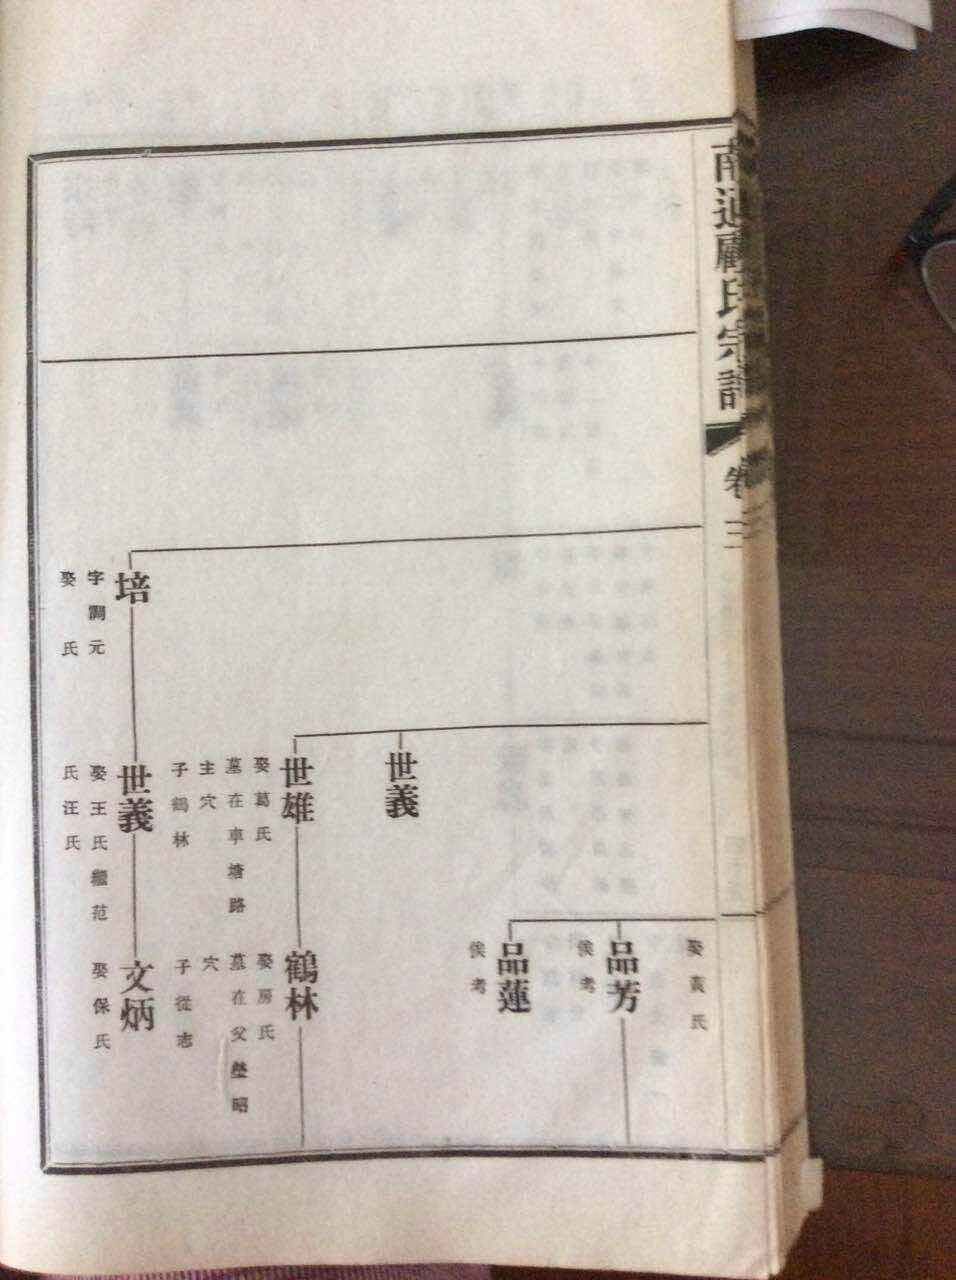 南通顧氏宗譜
卷三
娶黃氏
品芳
俟考
品蓮
俟考
世義
世雄
娶葛氏
墓在車塘路
主穴
子鶴林
鶴林
娶房氏
墓在父塋昭
穴
子從志
培
字潤元
娶 氏
世義
娶王氏繼范
氏汪氏
文炳
娶保氏